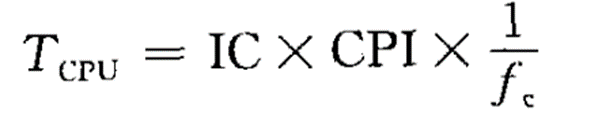 T_CPU = IC × CPI × 1/f_c